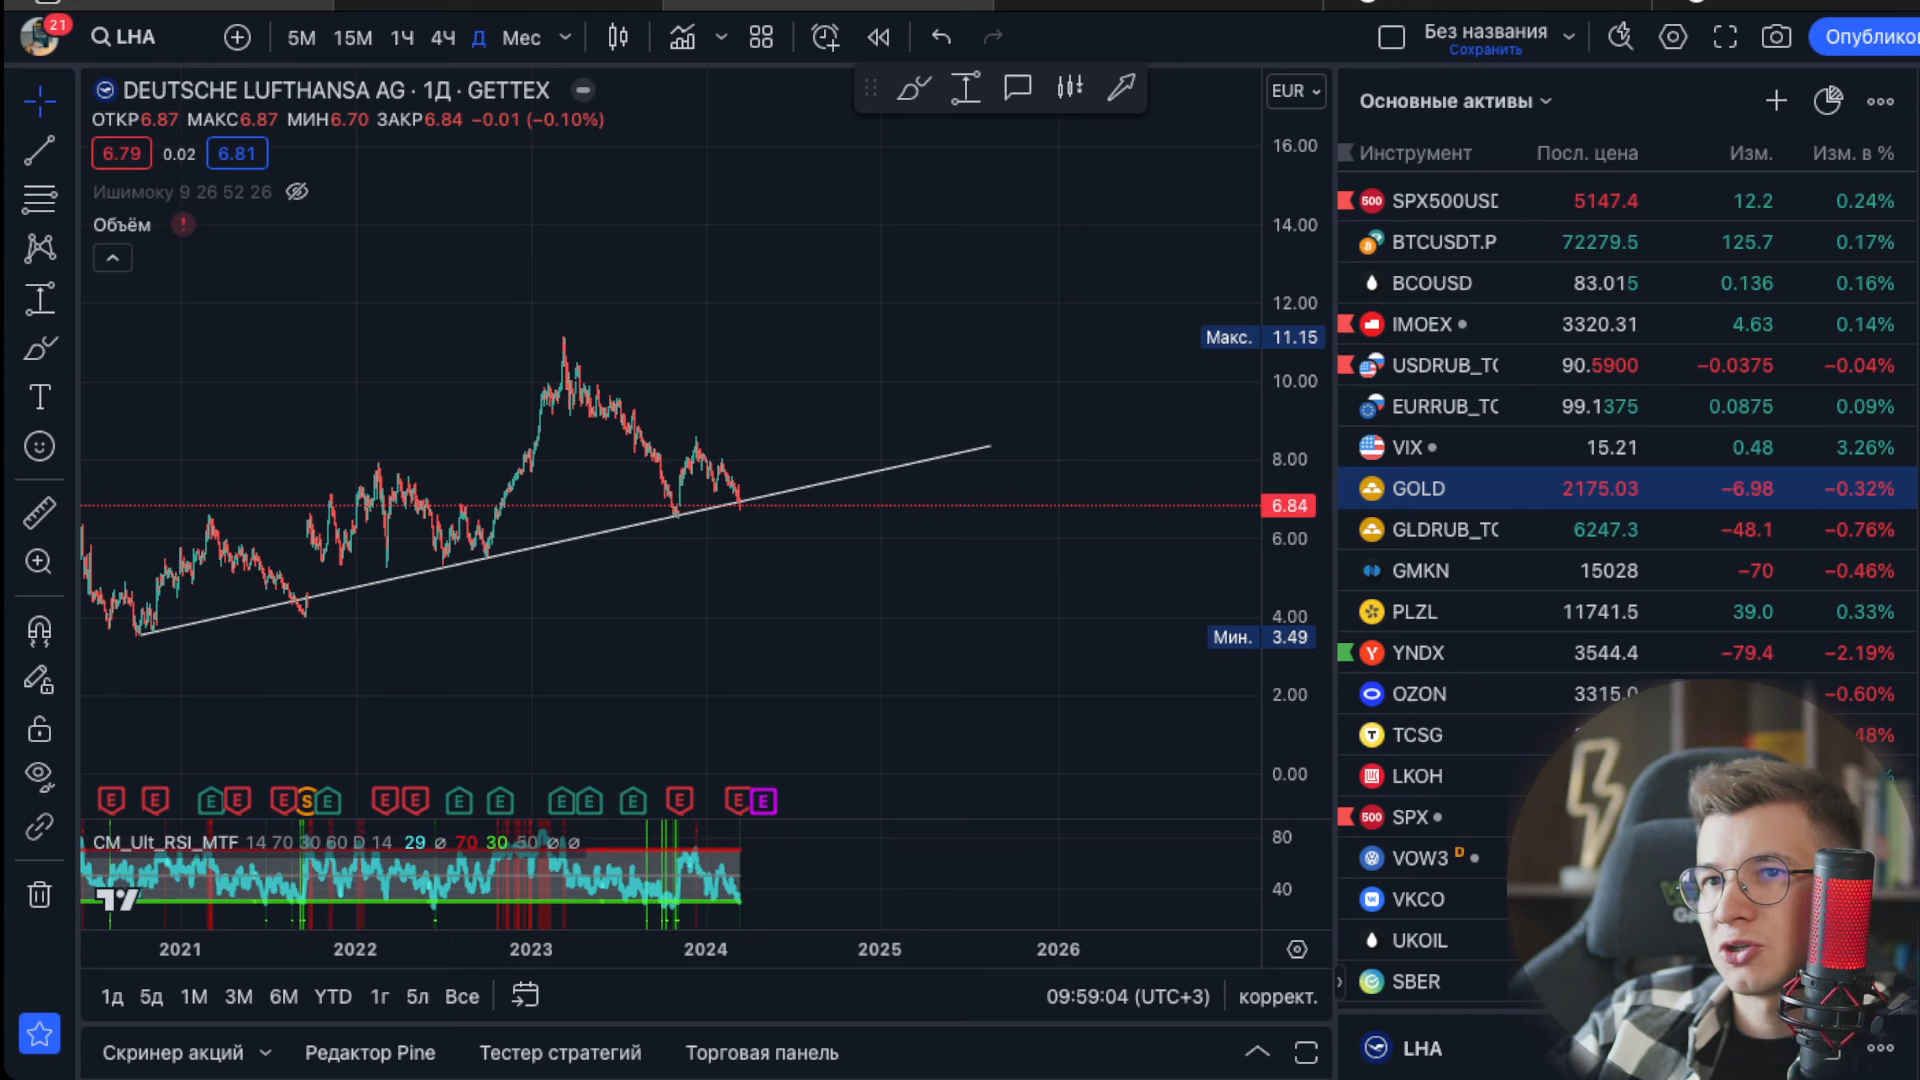 21
LHA
5М 15М 1Ч 4Ч Д Мес
Без названия
Сохранить
DEUTSCHE LUFTHANSA AG · 1Д · GETTEX
EUR
ОТКР6.87 МАКС6.87 МИН6.70 ЗАКР6.84 −0.01 (−0.10%)
6.79 0.02 6.81
Ишимоку 9 26 52 26
Объём
!
16.00
14.00
12.00
Макс. 11.15
10.00
8.00
6.84
6.00
4.00
Мин. 3.49
2.00
0.00
E E E E E S E E E E E E E E E E E
CM_Ult_RSI_MTF 14 70 30 60 D 14 29 ⌀ 70 30 50 ⌀ ⌀
80
40
2021 2022 2023 2024 2025 2026
1д 5д 1М 3М 6М YTD 1г 5л Все
09:59:04 (UTC+3) коррект.
Скринер акций Редактор Pine Тестер стратегий Торговая панель
Основные активы
Инструмент Посл. цена Изм. Изм. в %
500 SPX500USD 5147.4 12.2 0.24%
BTCUSDT.P 72279.5 125.7 0.17%
BCOUSD 83.015 0.136 0.16%
IMOEX 3320.31 4.63 0.14%
USDRUB_TO 90.5900 −0.0375 −0.04%
EURRUB_TO 99.1375 0.0875 0.09%
VIX 15.21 0.48 3.26%
GOLD 2175.03 −6.98 −0.32%
GLDRUB_TO 6247.3 −48.1 −0.76%
GMKN 15028 −70 −0.46%
PLZL 11741.5 39.0 0.33%
YNDX 3544.4 −79.4 −2.19%
OZON 3315.0 −0.60%
TCSG 48%
LKOH
500 SPX
VOW3 D
VKCO
UKOIL
SBER
LHA